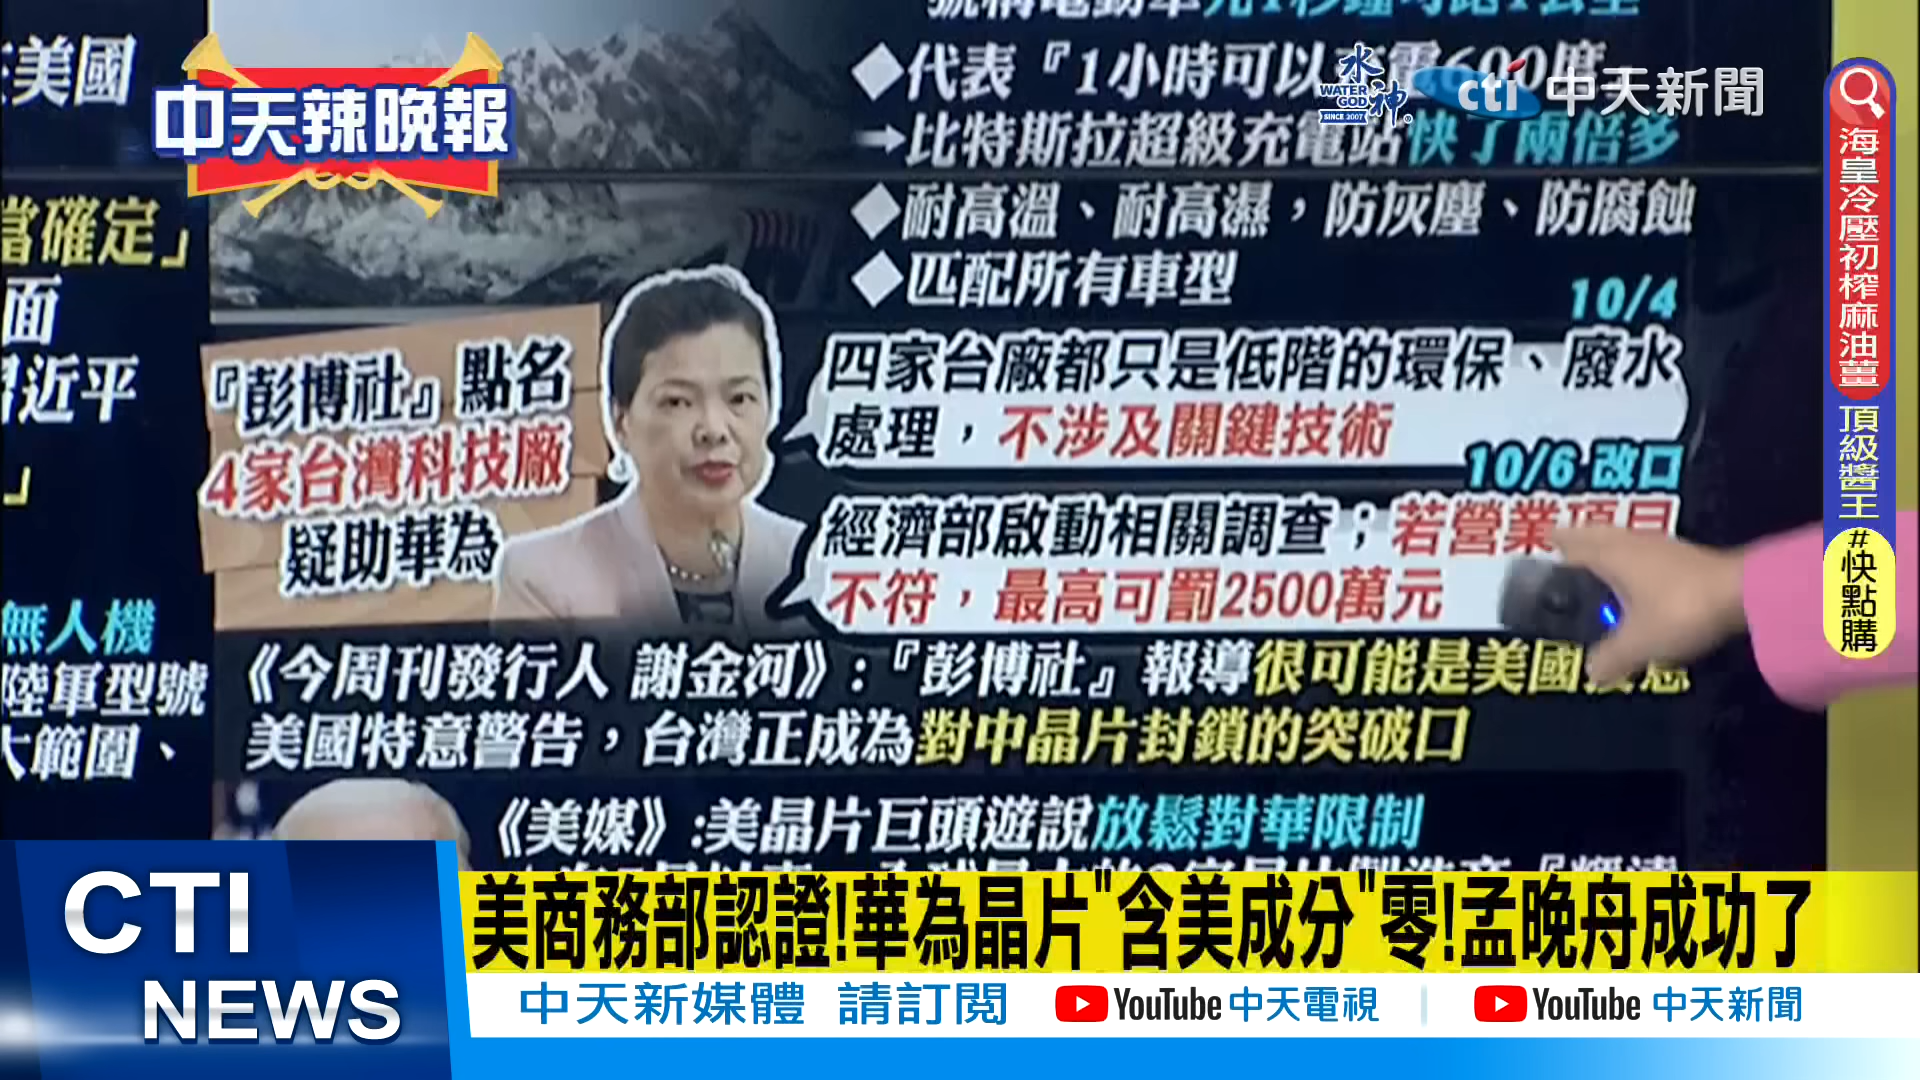 中天辣晚報
水神
WATER GOD
SINCE 2007
cti 中天新聞
美國
當確定」
面
習近平
」
無人機
陸軍型號
大範圍、
◆代表『1小時可以充電600度』
→比特斯拉超級充電站快了兩倍多
◆耐高溫、耐高濕，防灰塵、防腐蝕
◆匹配所有車型
10/4
『彭博社』點名
4家台灣科技廠
疑助華為
四家台廠都只是低階的環保、廢水
處理，不涉及關鍵技術
10/6 改口
經濟部啟動相關調查；若營業項目
不符，最高可罰2500萬元
《今周刊發行人 謝金河》:『彭博社』報導很可能是美國授意
美國特意警告，台灣正成為對中晶片封鎖的突破口
《美媒》:美晶片巨頭遊說放鬆對華限制
海皇冷壓初榨麻油薑
頂級醬王
#快點購
CTI NEWS
美商務部認證!華為晶片"含美成分"零!孟晚舟成功了
中天新媒體 請訂閱 YouTube 中天電視 | YouTube 中天新聞